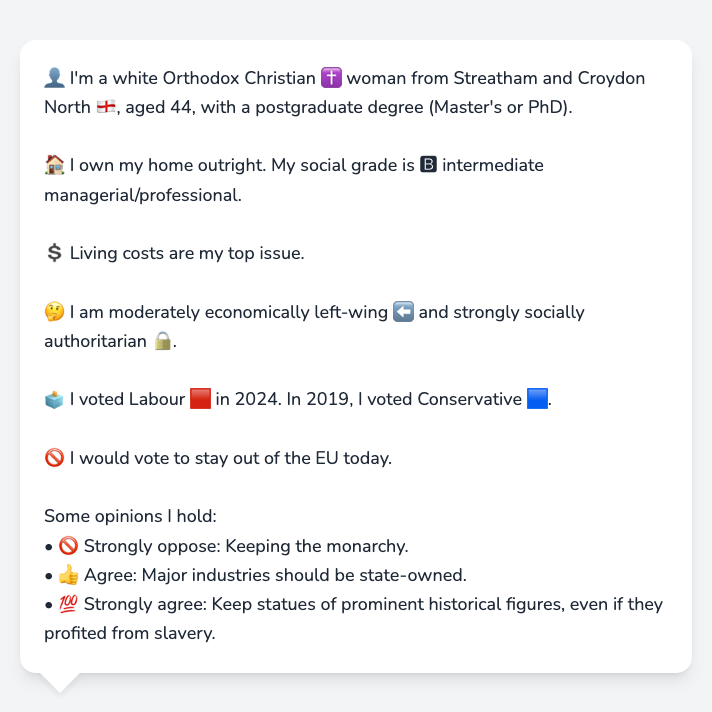 👤 I'm a white Orthodox Christian ✝️ woman from Streatham and Croydon
North 🏴󠁧󠁢󠁥󠁮󠁧󠁿, aged 44, with a postgraduate degree (Master's or PhD).
🏠 I own my home outright. My social grade is 🅱 intermediate
managerial/professional.
💲 Living costs are my top issue.
🤔 I am moderately economically left-wing ⬅️ and strongly socially
authoritarian 🔒.
🗳️ I voted Labour 🟥 in 2024. In 2019, I voted Conservative 🟦.
🚫 I would vote to stay out of the EU today.
Some opinions I hold:
• 🚫 Strongly oppose: Keeping the monarchy.
• 👍 Agree: Major industries should be state-owned.
• 💯 Strongly agree: Keep statues of prominent historical figures, even if they
profited from slavery.